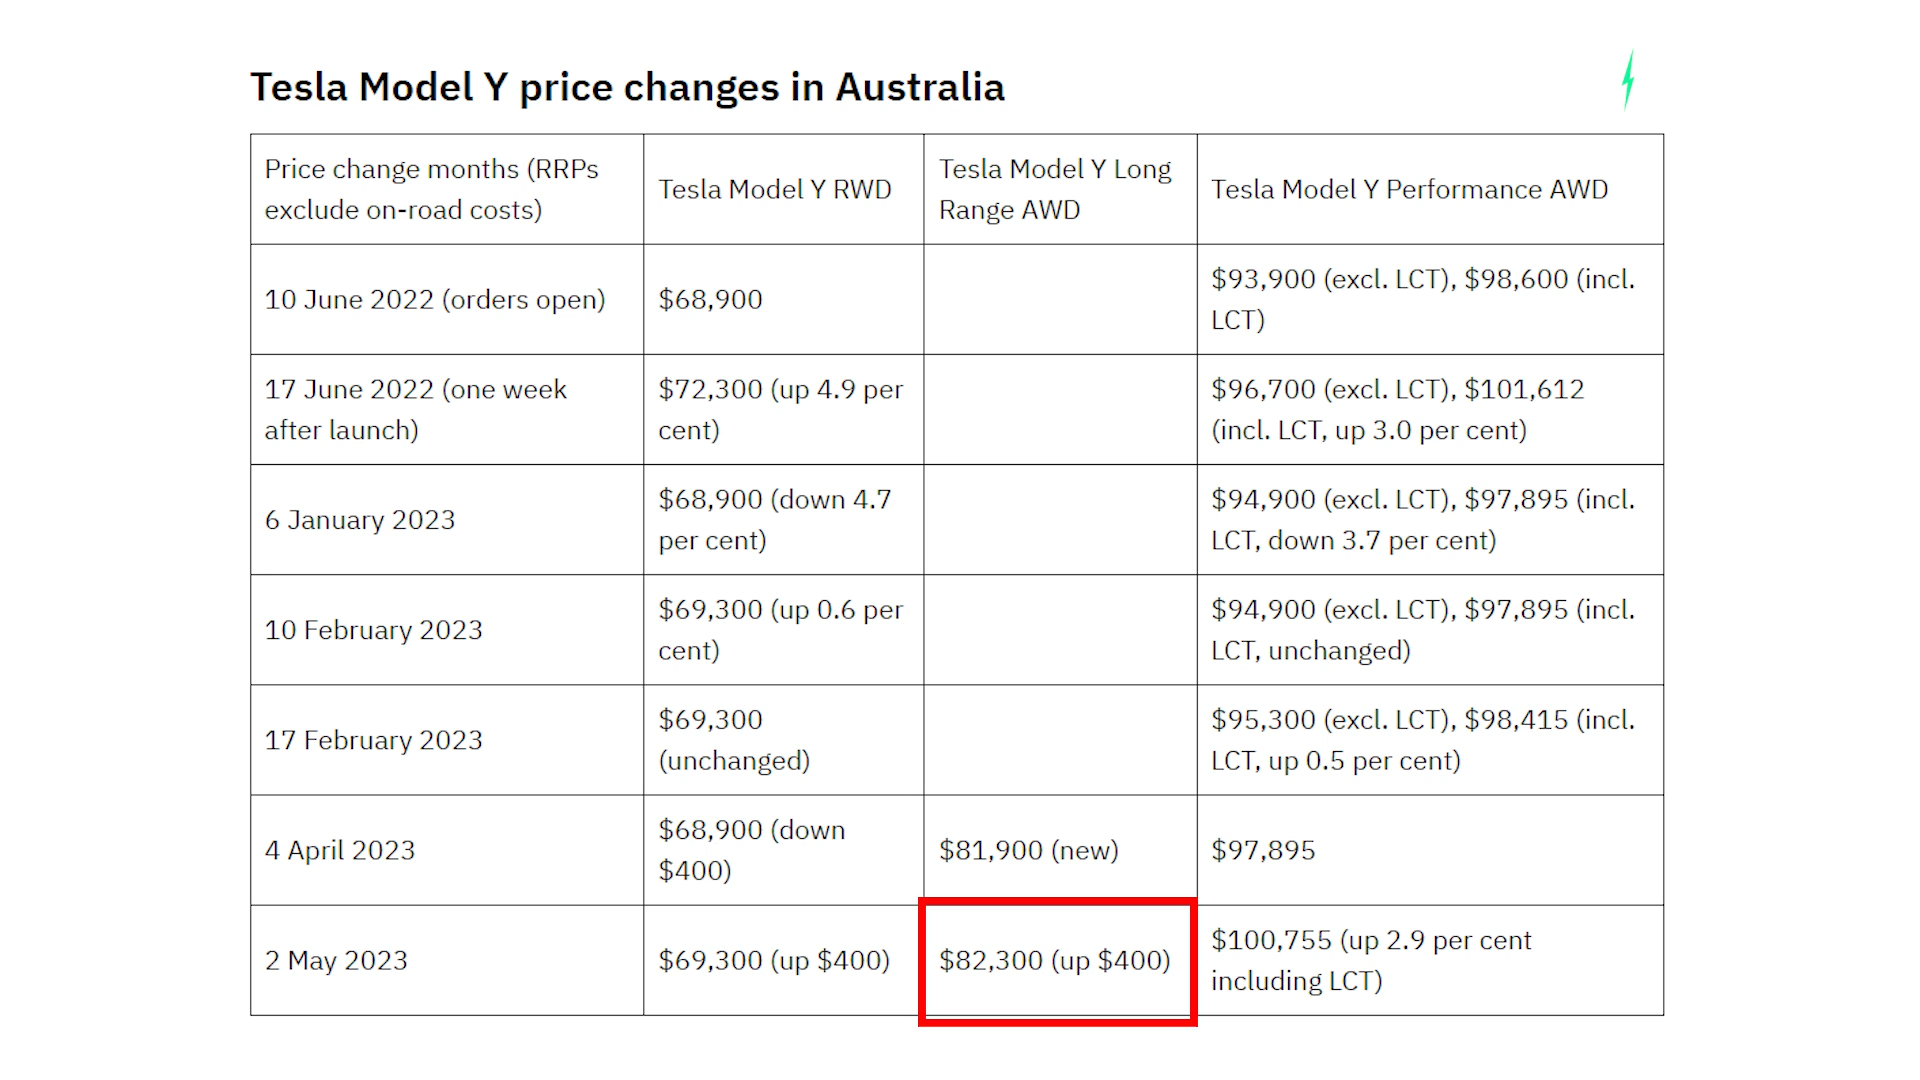 Tesla Model Y price changes in Australia
Price change months (RRPs
exclude on-road costs)
Tesla Model Y RWD
Tesla Model Y Long
Range AWD
Tesla Model Y Performance AWD
10 June 2022 (orders open)
$68,900
$93,900 (excl. LCT), $98,600 (incl.
LCT)
17 June 2022 (one week
after launch)
$72,300 (up 4.9 per
cent)
$96,700 (excl. LCT), $101,612
(incl. LCT, up 3.0 per cent)
6 January 2023
$68,900 (down 4.7
per cent)
$94,900 (excl. LCT), $97,895 (incl.
LCT, down 3.7 per cent)
10 February 2023
$69,300 (up 0.6 per
cent)
$94,900 (excl. LCT), $97,895 (incl.
LCT, unchanged)
17 February 2023
$69,300
(unchanged)
$95,300 (excl. LCT), $98,415 (incl.
LCT, up 0.5 per cent)
4 April 2023
$68,900 (down
$400)
$81,900 (new)
$97,895
2 May 2023
$69,300 (up $400)
$82,300 (up $400)
$100,755 (up 2.9 per cent
including LCT)